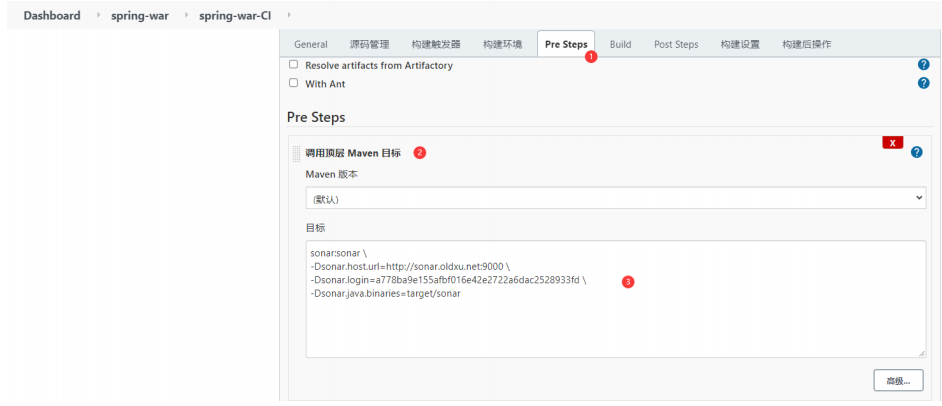 Dashboard spring-war spring-war-CI
General 源码管理 构建触发器 构建环境 Pre Steps Build Post Steps 构建设置 构建后操作
1
Resolve artifacts from Artifactory ?
With Ant ?
Pre Steps
X
调用顶层 Maven 目标 2 ?
Maven 版本
(默认)
目标
sonar:sonar \
-Dsonar.host.url=http://sonar.oldxu.net:9000 \
-Dsonar.login=a778ba9e155afbf016e42e2722a6dac2528933fd \ 3
-Dsonar.java.binaries=target/sonar
高级...